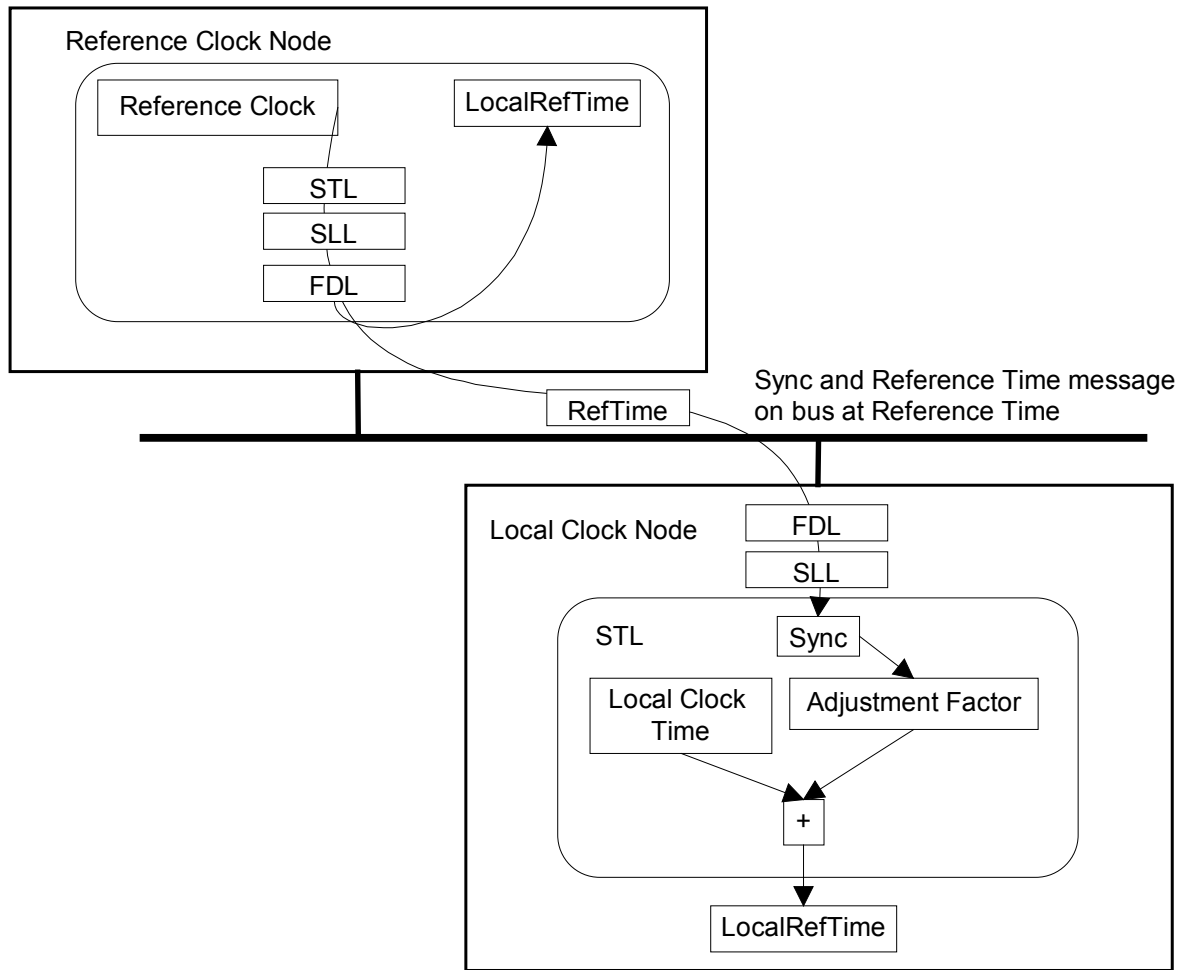 Reference Clock Node
Reference Clock
LocalRefTime
STL
SLL
FDL
Sync and Reference Time message
on bus at Reference Time
RefTime
Local Clock Node
FDL
SLL
STL
Sync
Local Clock
Time
Adjustment Factor
+
LocalRefTime